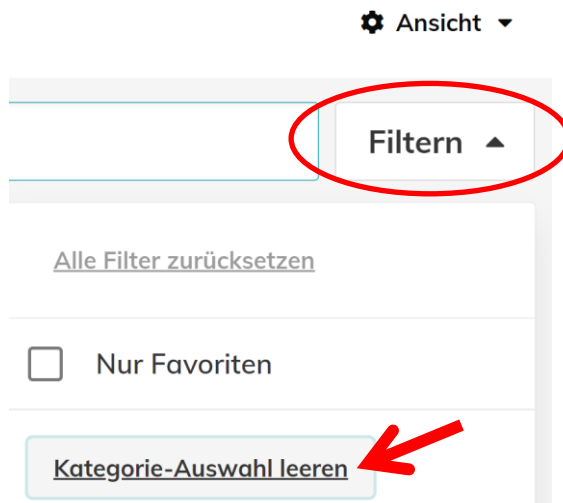 Ansicht
Filtern
Alle Filter zurücksetzen
Nur Favoriten
Kategorie-Auswahl leeren